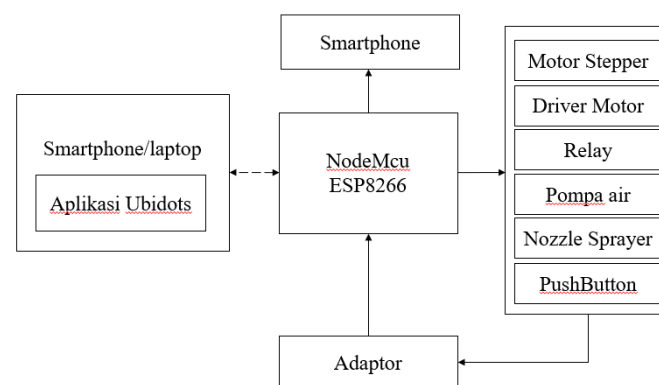 Smartphone
Smartphone/laptop
Aplikasi Ubidots
NodeMcu
ESP8266
Motor Stepper
Driver Motor
Relay
Pompa air
Nozzle Sprayer
PushButton
Adaptor